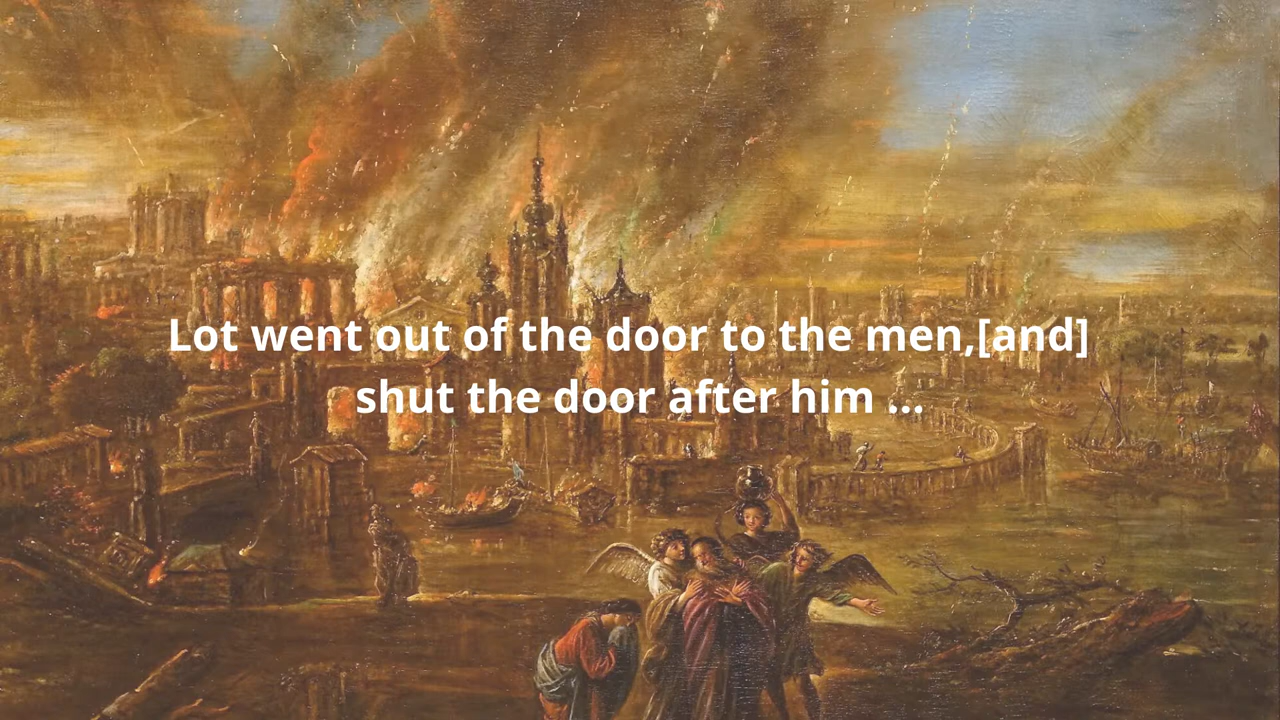 Lot went out of the door to the men,[and]
shut the door after him ...